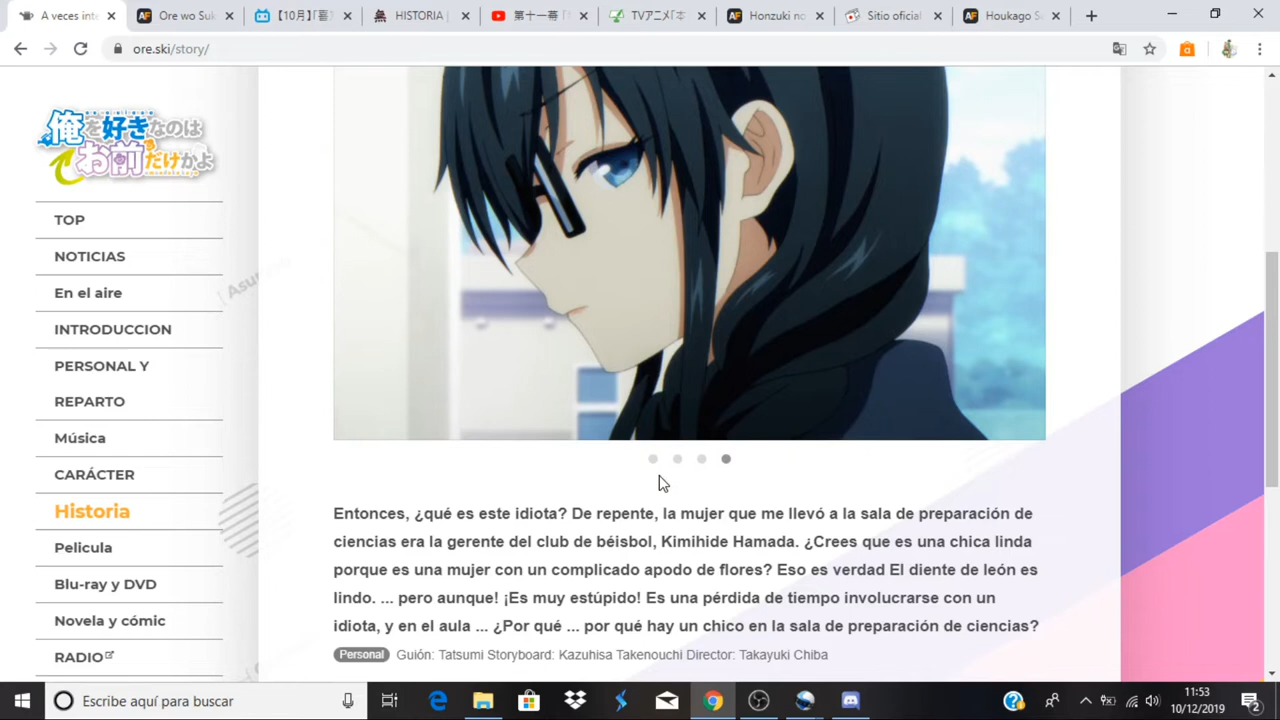 A veces inte
Ore wo Suk
【10月】『喜
HISTORIA |
第十一幕『
TVアニメ『本
Honzuki no
Sitio oficial
Houkago S
ore.ski/story/
俺を好きなのは
お前だけかよ
TOP
NOTICIAS
En el aire
INTRODUCCION
PERSONAL Y
REPARTO
Música
CARÁCTER
Historia
Pelicula
Blu-ray y DVD
Novela y cómic
RADIO
Entonces, ¿qué es este idiota? De repente, la mujer que me llevó a la sala de preparación de
ciencias era la gerente del club de béisbol, Kimihide Hamada. ¿Crees que es una chica linda
porque es una mujer con un complicado apodo de flores? Eso es verdad El diente de león es
lindo. ... pero aunque! ¡Es muy estúpido! Es una pérdida de tiempo involucrarse con un
idiota, y en el aula ... ¿Por qué ... por qué hay un chico en la sala de preparación de ciencias?
Personal Guión: Tatsumi Storyboard: Kazuhisa Takenouchi Director: Takayuki Chiba
Escribe aquí para buscar
11:53
10/12/2019
2